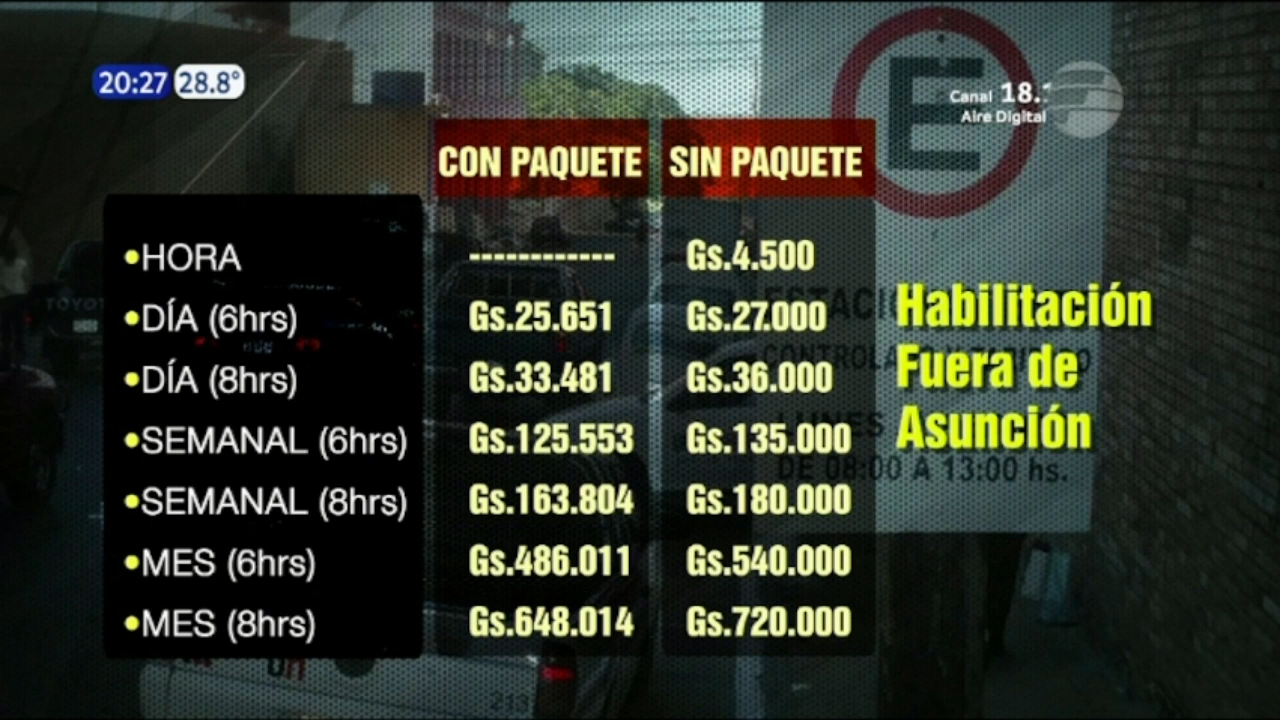 20:27 28.8°
Canal 18.1
Aire Digital
E
CON PAQUETE SIN PAQUETE
•HORA ------------ Gs.4.500
•DÍA (6hrs) Gs.25.651 Gs.27.000
•DÍA (8hrs) Gs.33.481 Gs.36.000
•SEMANAL (6hrs) Gs.125.553 Gs.135.000
•SEMANAL (8hrs) Gs.163.804 Gs.180.000
•MES (6hrs) Gs.486.011 Gs.540.000
•MES (8hrs) Gs.648.014 Gs.720.000
Habilitación
Fuera de
Asunción
DE 08:00 A 13:00 hs.
TOYOTA
213